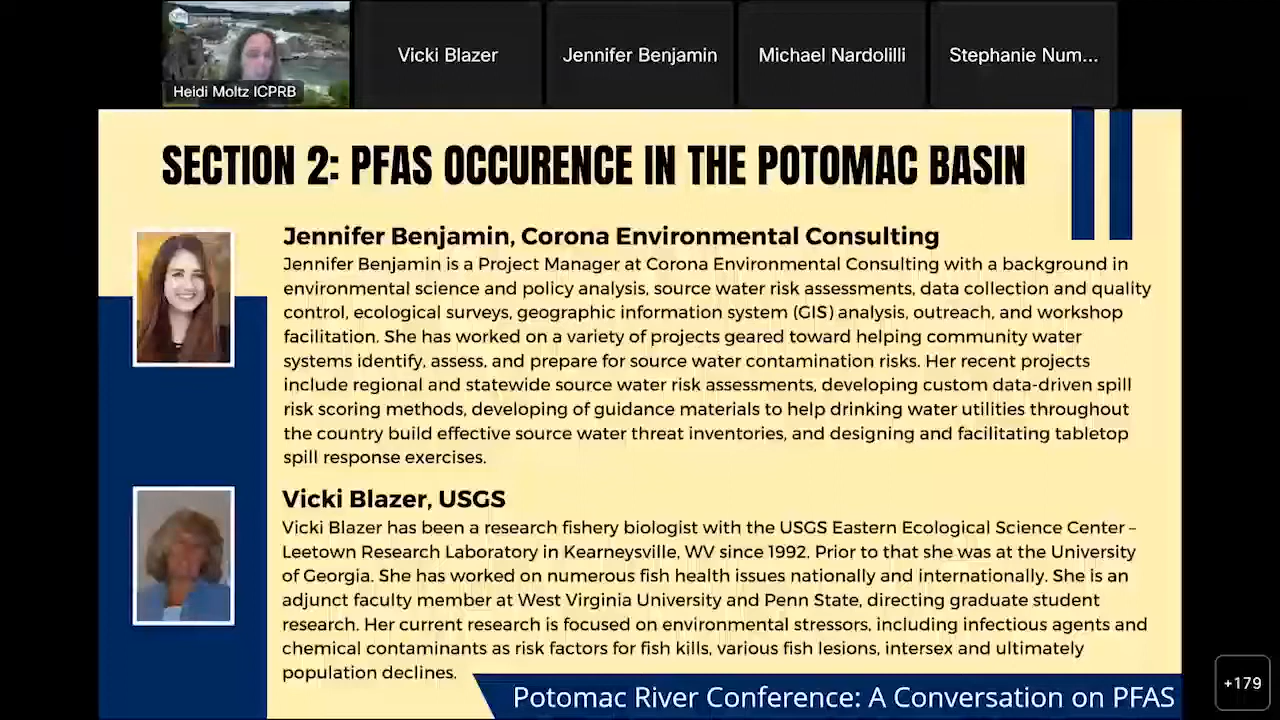 Heidi Moltz ICPRB
Vicki Blazer
Jennifer Benjamin
Michael Nardolilli
Stephanie Num...
SECTION 2: PFAS OCCURENCE IN THE POTOMAC BASIN
Jennifer Benjamin, Corona Environmental Consulting
Jennifer Benjamin is a Project Manager at Corona Environmental Consulting with a background in
environmental science and policy analysis, source water risk assessments, data collection and quality
control, ecological surveys, geographic information system (GIS) analysis, outreach, and workshop
facilitation. She has worked on a variety of projects geared toward helping community water
systems identify, assess, and prepare for source water contamination risks. Her recent projects
include regional and statewide source water risk assessments, developing custom data-driven spill
risk scoring methods, developing of guidance materials to help drinking water utilities throughout
the country build effective source water threat inventories, and designing and facilitating tabletop
spill response exercises.
Vicki Blazer, USGS
Vicki Blazer has been a research fishery biologist with the USGS Eastern Ecological Science Center –
Leetown Research Laboratory in Kearneysville, WV since 1992. Prior to that she was at the University
of Georgia. She has worked on numerous fish health issues nationally and internationally. She is an
adjunct faculty member at West Virginia University and Penn State, directing graduate student
research. Her current research is focused on environmental stressors, including infectious agents and
chemical contaminants as risk factors for fish kills, various fish lesions, intersex and ultimately
population declines.
Potomac River Conference: A Conversation on PFAS
+179